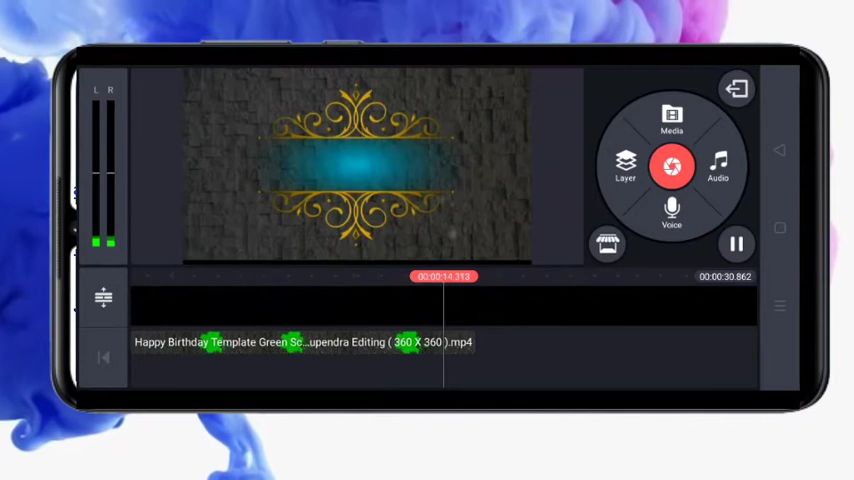 L R
Media
Layer
Audio
Voice
00:00:14.313
00:00:30.862
Happy Birthday Template Green Sc...upendra Editing ( 360 X 360 ).mp4